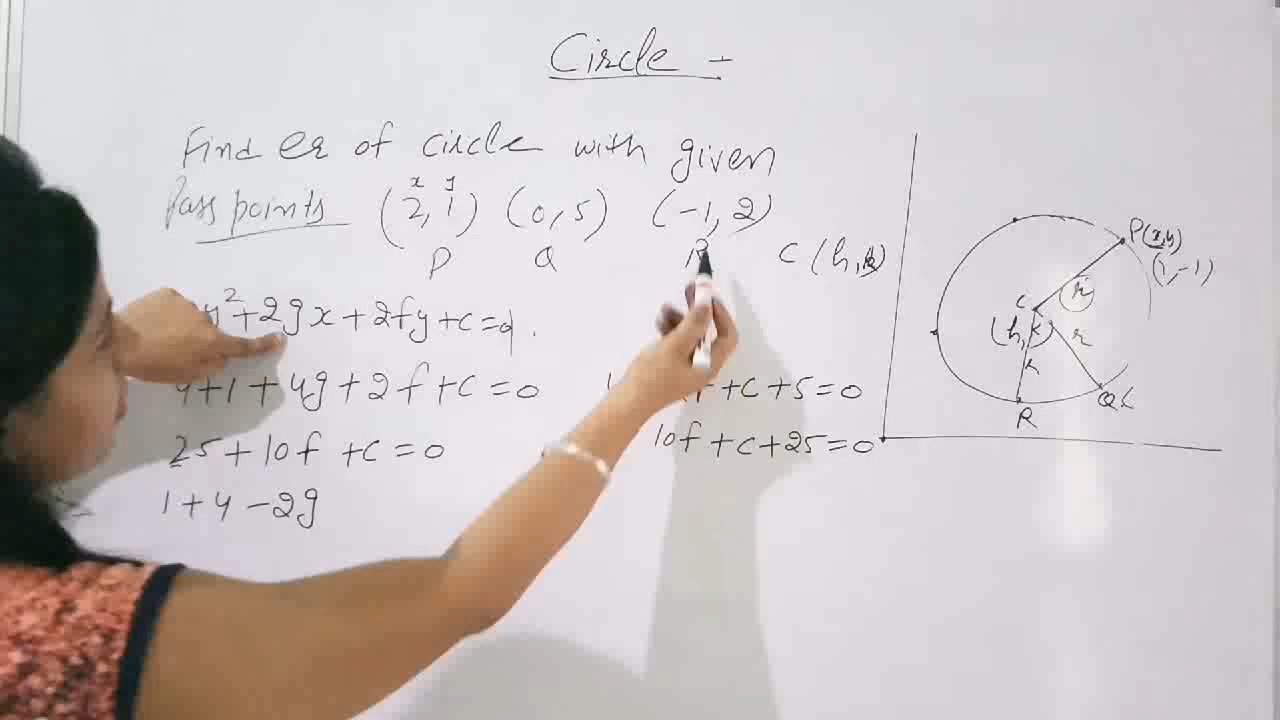 Circle -
Find eq of circle with given
Pass points (2, 1) (0, 5) (-1, 2)
x y
P Q R C (h, k)
y² + 2gx + 2fy + c = 0
4 + 1 + 4g + 2f + c = 0
+ c + 5 = 0
25 + 10f + c = 0
10f + c + 25 = 0
1 + 4 - 2g
P(x, y)
(1, -1)
r
C
(h, k)
r
r
Q
R